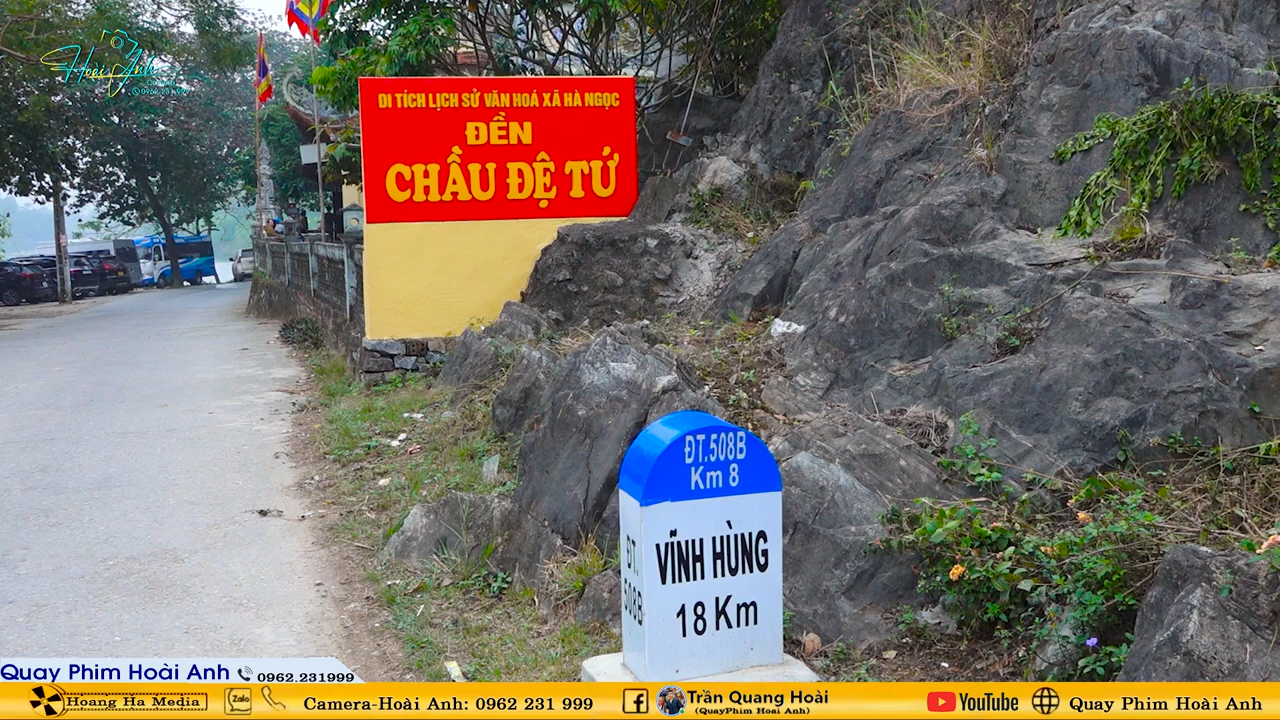 Hoài Anh
0962 231 999
DI TÍCH LỊCH SỬ VĂN HOÁ XÃ HÀ NGỌC
ĐỀN
CHẦU ĐỆ TỨ
ĐT.508B
Km 8
VĨNH HÙNG
18 Km
ĐT.
508B
Quay Phim Hoài Anh 0962.231999
Hoang Ha Media
Zalo
Camera-Hoài Anh: 0962 231 999
Trần Quang Hoài
(QuayPhim Hoai Anh)
YouTube
Quay Phim Hoài Anh